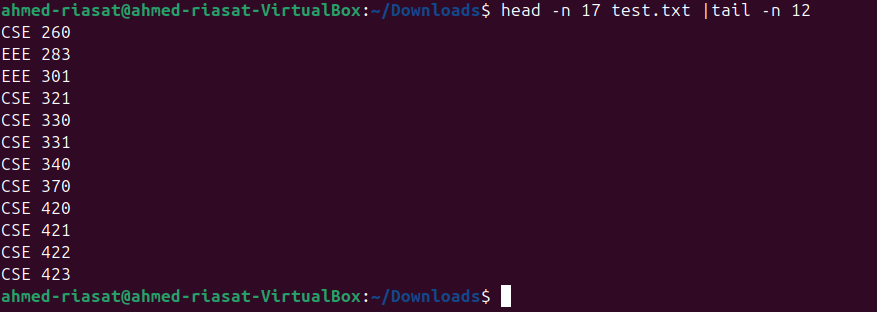 ahmed-riasat@ahmed-riasat-VirtualBox:~/Downloads$ head -n 17 test.txt |tail -n 12
CSE 260
EEE 283
EEE 301
CSE 321
CSE 330
CSE 331
CSE 340
CSE 370
CSE 420
CSE 421
CSE 422
CSE 423
ahmed-riasat@ahmed-riasat-VirtualBox:~/Downloads$